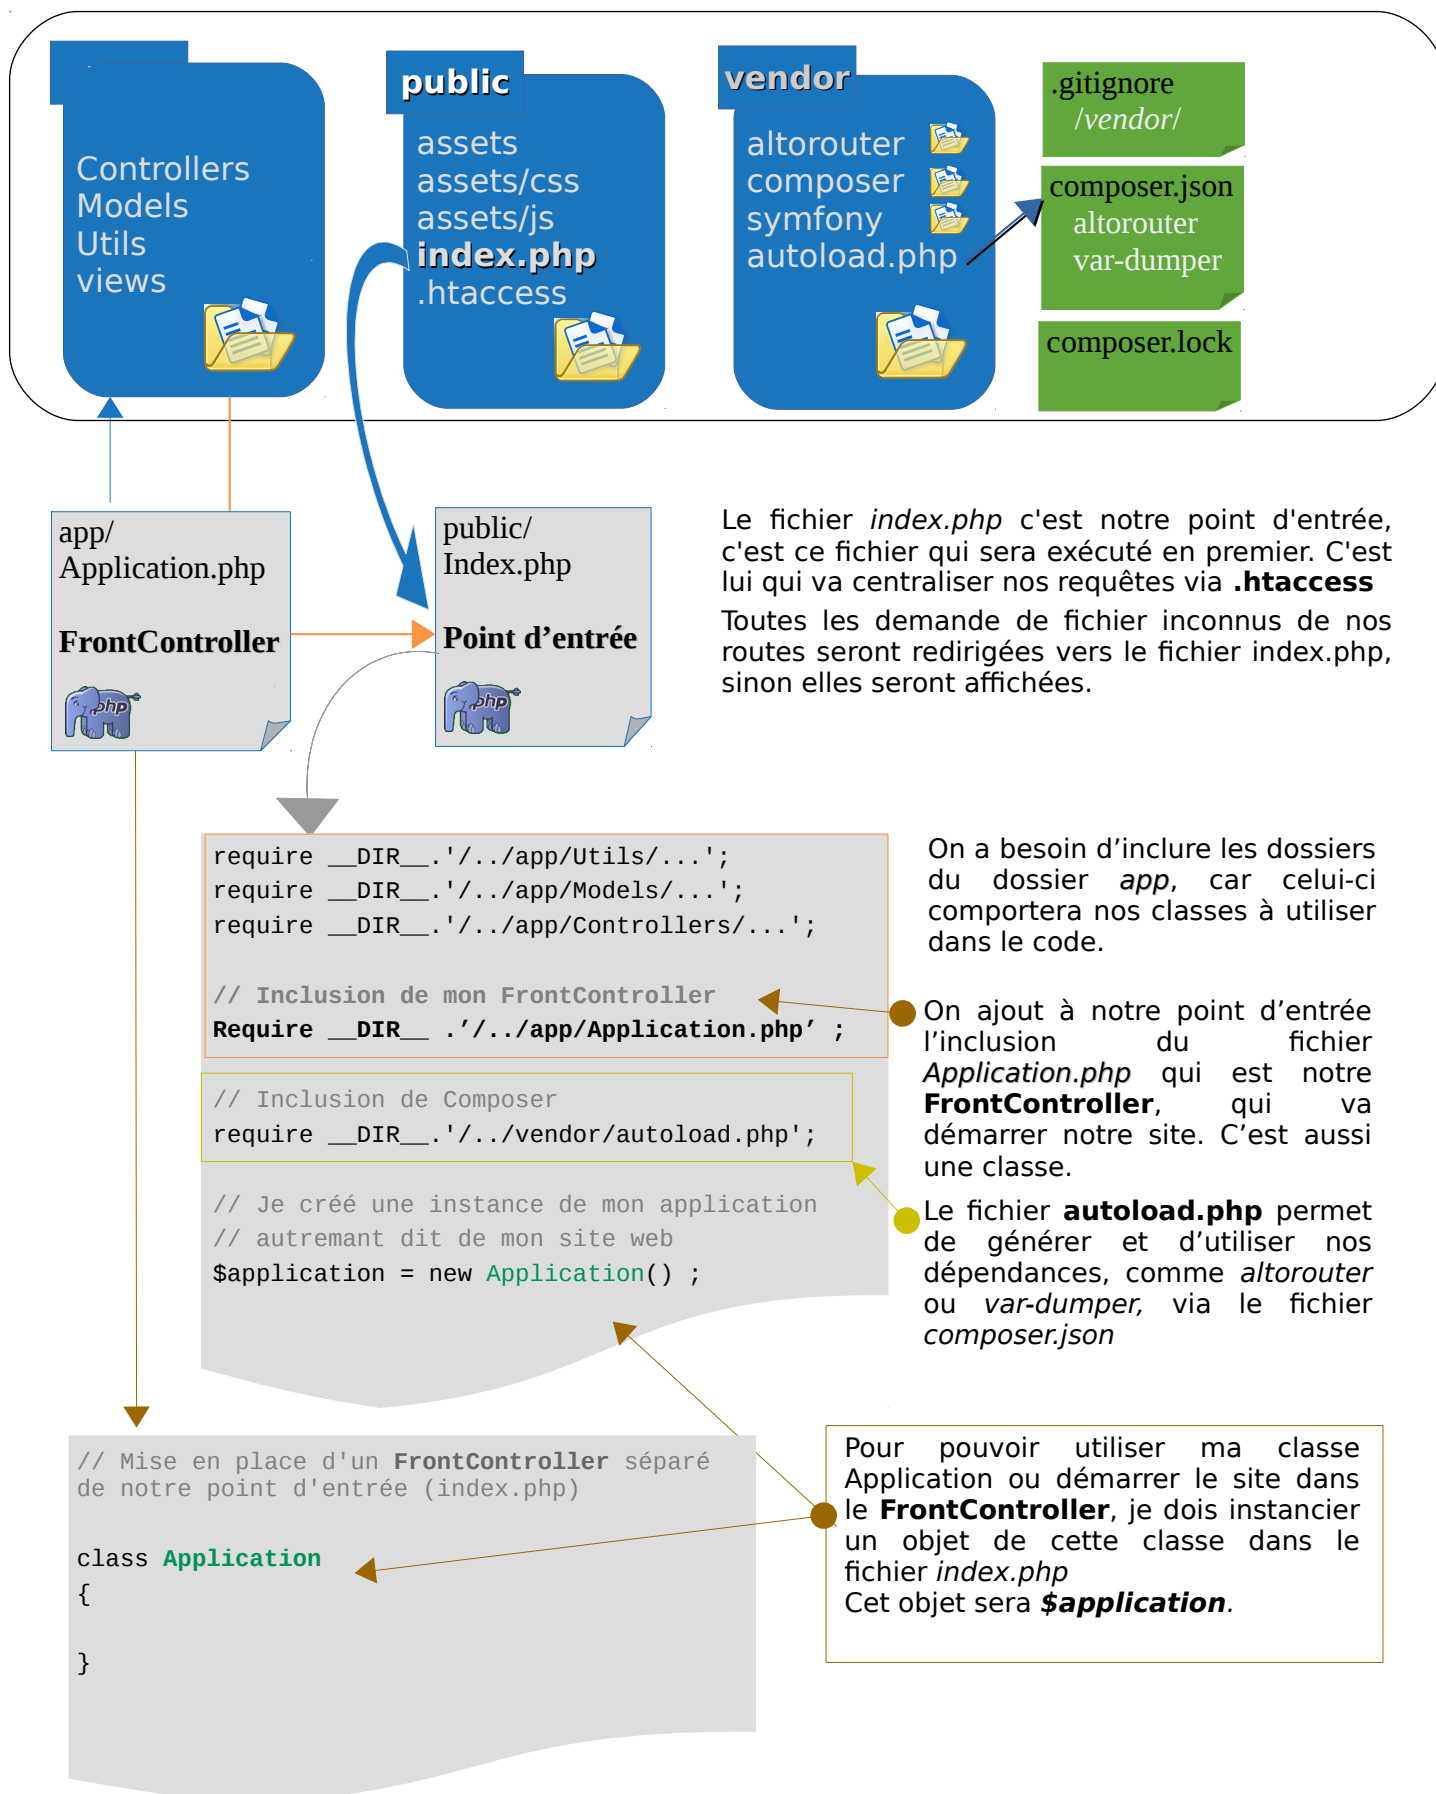 Controllers
Models
Utils
views
public
assets
assets/css
assets/js
index.php
.htaccess
vendor
altorouter
composer
symfony
autoload.php
.gitignore
/vendor/
composer.json
altorouter
var-dumper
composer.lock
app/
Application.php
FrontController
php
public/
Index.php
Point d’entrée
php
Le fichier index.php c'est notre point d'entrée,
c'est ce fichier qui sera exécuté en premier. C'est
lui qui va centraliser nos requêtes via .htaccess
Toutes les demande de fichier inconnus de nos
routes seront redirigées vers le fichier index.php,
sinon elles seront affichées.
require __DIR__.'/../app/Utils/...';
require __DIR__.'/../app/Models/...';
require __DIR__.'/../app/Controllers/...';
// Inclusion de mon FrontController
Require __DIR__ .’/../app/Application.php’ ;
// Inclusion de Composer
require __DIR__.'/../vendor/autoload.php';
// Je créé une instance de mon application
// autremant dit de mon site web
$application = new Application() ;
On a besoin d’inclure les dossiers
du dossier app, car celui-ci
comportera nos classes à utiliser
dans le code.
On ajout à notre point d’entrée
l’inclusion du fichier
Application.php qui est notre
FrontController, qui va
démarrer notre site. C’est aussi
une classe.
Le fichier autoload.php permet
de générer et d’utiliser nos
dépendances, comme altorouter
ou var-dumper, via le fichier
composer.json
// Mise en place d'un FrontController séparé
de notre point d'entrée (index.php)
class Application
{
}
Pour pouvoir utiliser ma classe
Application ou démarrer le site dans
le FrontController, je dois instancier
un objet de cette classe dans le
fichier index.php
Cet objet sera $application.